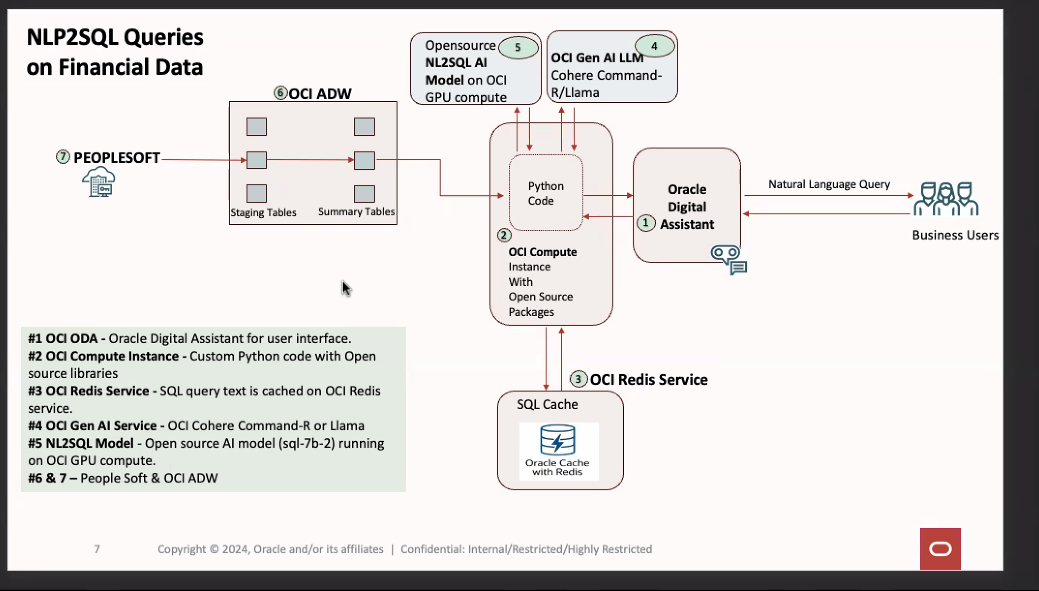 NLP2SQL Queries
on Financial Data
Opensource 5
NL2SQL AI
Model on OCI
GPU compute
4
OCI Gen AI LLM
Cohere Command-
R/Llama
6 OCI ADW
7 PEOPLESOFT
Staging Tables
Summary Tables
Python
Code
2
OCI Compute
Instance
With
Open Source
Packages
Oracle
Digital
1 Assistant
Natural Language Query
Business Users
3 OCI Redis Service
SQL Cache
Oracle Cache
with Redis
#1 OCI ODA - Oracle Digital Assistant for user interface.
#2 OCI Compute Instance - Custom Python code with Open
source libraries
#3 OCI Redis Service - SQL query text is cached on OCI Redis
service.
#4 OCI Gen AI Service - OCI Cohere Command-R or Llama
#5 NL2SQL Model - Open source AI model (sql-7b-2) running
on OCI GPU compute.
#6 & 7 – People Soft & OCI ADW
7 Copyright © 2024, Oracle and/or its affiliates | Confidential: Internal/Restricted/Highly Restricted